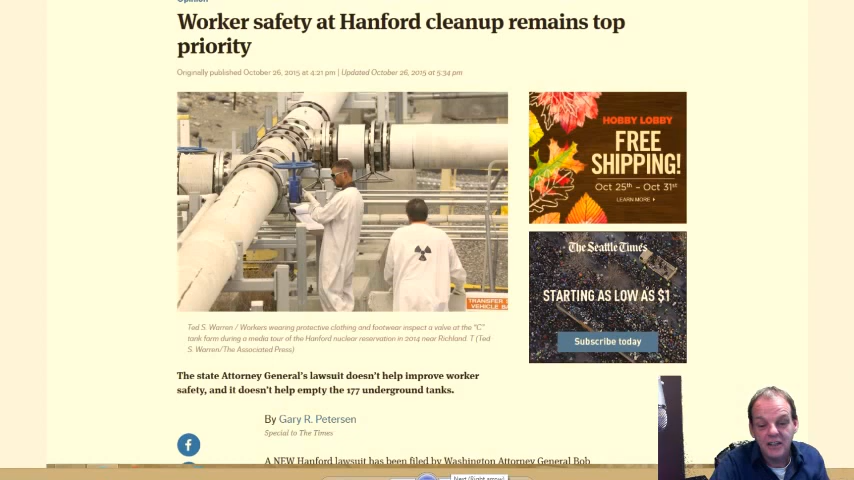 Opinion
Worker safety at Hanford cleanup remains top
priority
Originally published October 26, 2015 at 4:21 pm | Updated October 26, 2015 at 5:34 pm
HOBBY LOBBY
FREE
SHIPPING!
Oct 25th - Oct 31st
LEARN MORE
The Seattle Times
STARTING AS LOW AS $1
Subscribe today
TRANSFER
VEHICLE
Ted S. Warren / Workers wearing protective clothing and footwear inspect a valve at the "C"
tank farm during a media tour of the Hanford nuclear reservation in 2014 near Richland. T (Ted
S. Warren/The Associated Press)
The state Attorney General's lawsuit doesn't help improve worker
safety, and it doesn't help empty the 177 underground tanks.
By Gary R. Petersen
Special to The Times
f
A NEW Hanford lawsuit has been filed by Washington Attorney General Bob
Next (Right arrow)